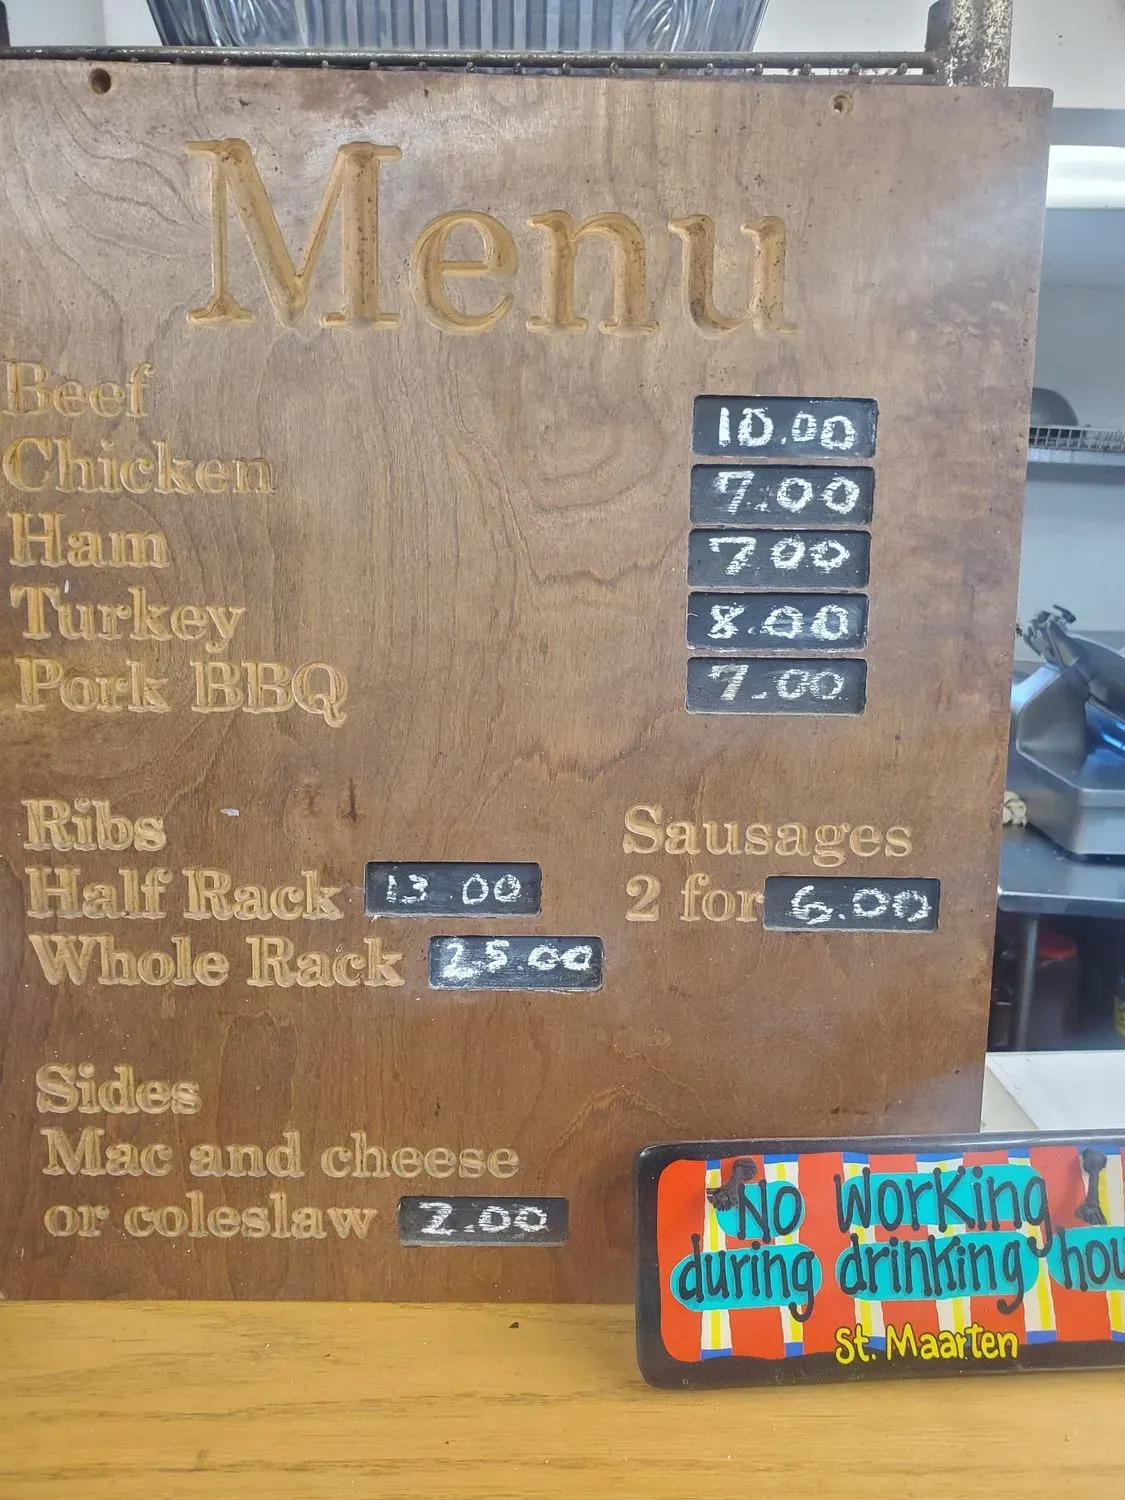 Menu
Beef 10.00
Chicken 7.00
Ham 7 00
Turkey 8.00
Pork BBQ 7.00
Ribs
Half Rack 13 00
Whole Rack 25.00
Sausages
2 for 6.00
Sides
Mac and cheese
or coleslaw 2.00
No working
during drinking hou
St. Maarten